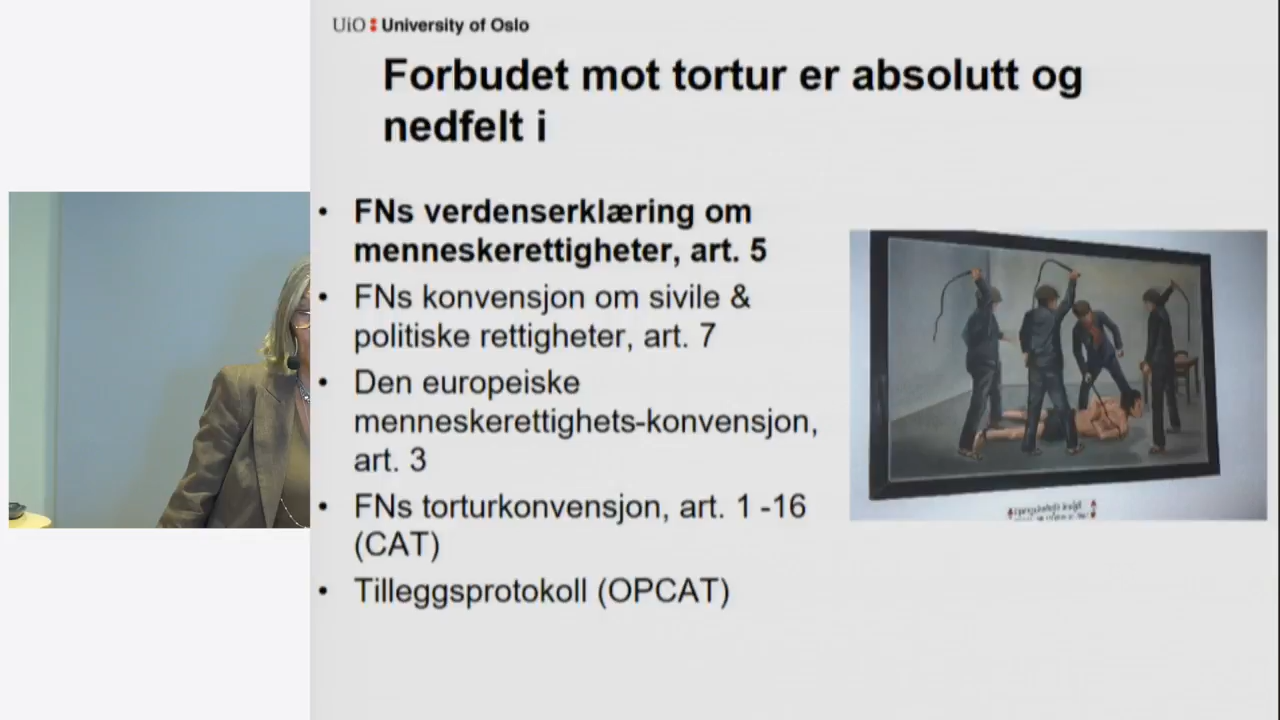 UiO University of Oslo
Forbudet mot tortur er absolutt og
nedfelt i
• FNs verdenserklæring om
menneskerettigheter, art. 5
• FNs konvensjon om sivile &
politiske rettigheter, art. 7
• Den europeiske
menneskerettighets-konvensjon,
art. 3
• FNs torturkonvensjon, art. 1 -16
(CAT)
• Tilleggsprotokoll (OPCAT)